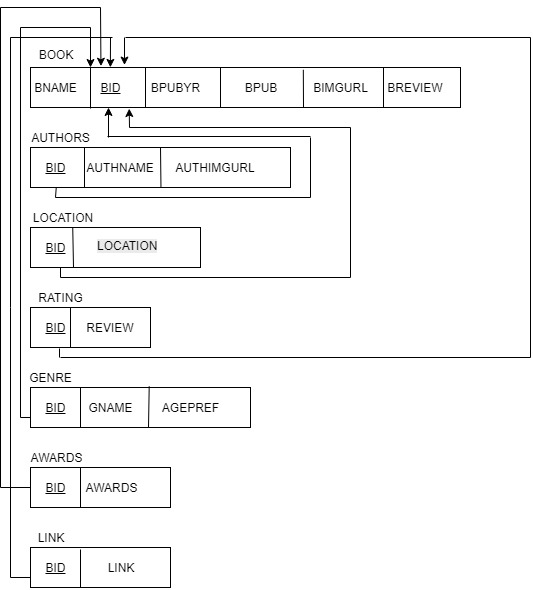 BOOK
BNAME BID BPUBYR BPUB BIMGURL BREVIEW
AUTHORS
BID AUTHNAME AUTHIMGURL
LOCATION
BID LOCATION
RATING
BID REVIEW
GENRE
BID GNAME AGEPREF
AWARDS
BID AWARDS
LINK
BID LINK